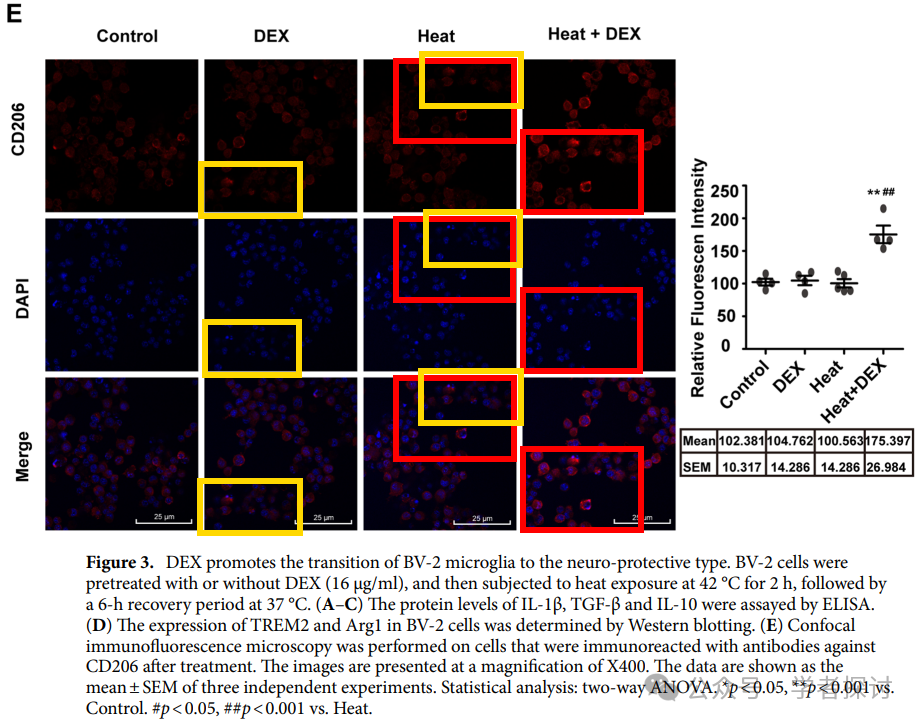 E
Control DEX Heat Heat + DEX
CD206
DAPI
Merge
25 μm 25 μm 25 μm 25 μm
Relative Fluorescen Intensity
250
200
150
100
50
0
**##
Control DEX Heat Heat+DEX
Mean 102.381 104.762 100.563 175.397
SEM 10.317 14.286 14.286 26.984
Figure 3. DEX promotes the transition of BV-2 microglia to the neuro-protective type. BV-2 cells were
pretreated with or without DEX (16 μg/ml), and then subjected to heat exposure at 42 °C for 2 h, followed by
a 6-h recovery period at 37 °C. (A–C) The protein levels of IL-1β, TGF-β and IL-10 were assayed by ELISA.
(D) The expression of TREM2 and Arg1 in BV-2 cells was determined by Western blotting. (E) Confocal
immunofluorescence microscopy was performed on cells that were immunoreacted with antibodies against
CD206 after treatment. The images are presented at a magnification of X400. The data are shown as the
mean ± SEM of three independent experiments. Statistical analysis: two-way ANOVA, *p < 0.05, **p < 0.001 vs.
Control. #p < 0.05, ##p < 0.001 vs. Heat.
公众号 · 学者探讨